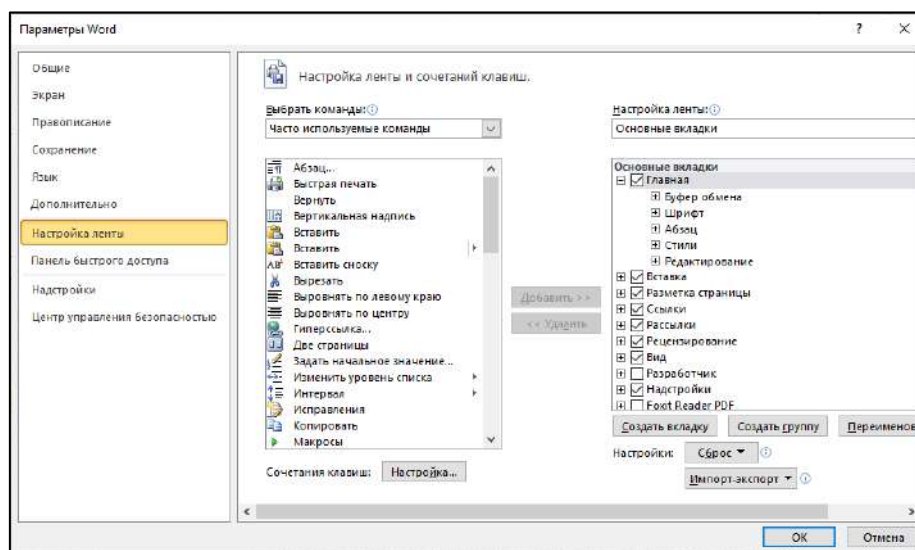 Параметры Word
Общие
Экран
Правописание
Сохранение
Язык
Дополнительно
Настройка ленты
Панель быстрого доступа
Надстройки
Центр управления безопасностью
Настройка ленты и сочетаний клавиш.
Выбрать команды:
Часто используемые команды
Абзац...
Быстрая печать
Вернуть
Вертикальная надпись
Вставить
Вставить
Вставить сноску
Вырезать
Выровнять по левому краю
Выровнять по центру
Гиперссылка...
Две страницы
Задать начальное значение...
Изменить уровень списка
Интервал
Исправления
Копировать
Макросы
Сочетания клавиш: Настройка...
Добавить >>
<< Удалить
Настройка ленты:
Основные вкладки
Основные вкладки
Главная
Буфер обмена
Шрифт
Абзац
Стили
Редактирование
Вставка
Разметка страницы
Ссылки
Рассылки
Рецензирование
Вид
Разработчик
Надстройки
Foxit Reader PDF
Создать вкладку Создать группу Переименов
Настройки: Сброс
Импорт-экспорт
ОК Отмена